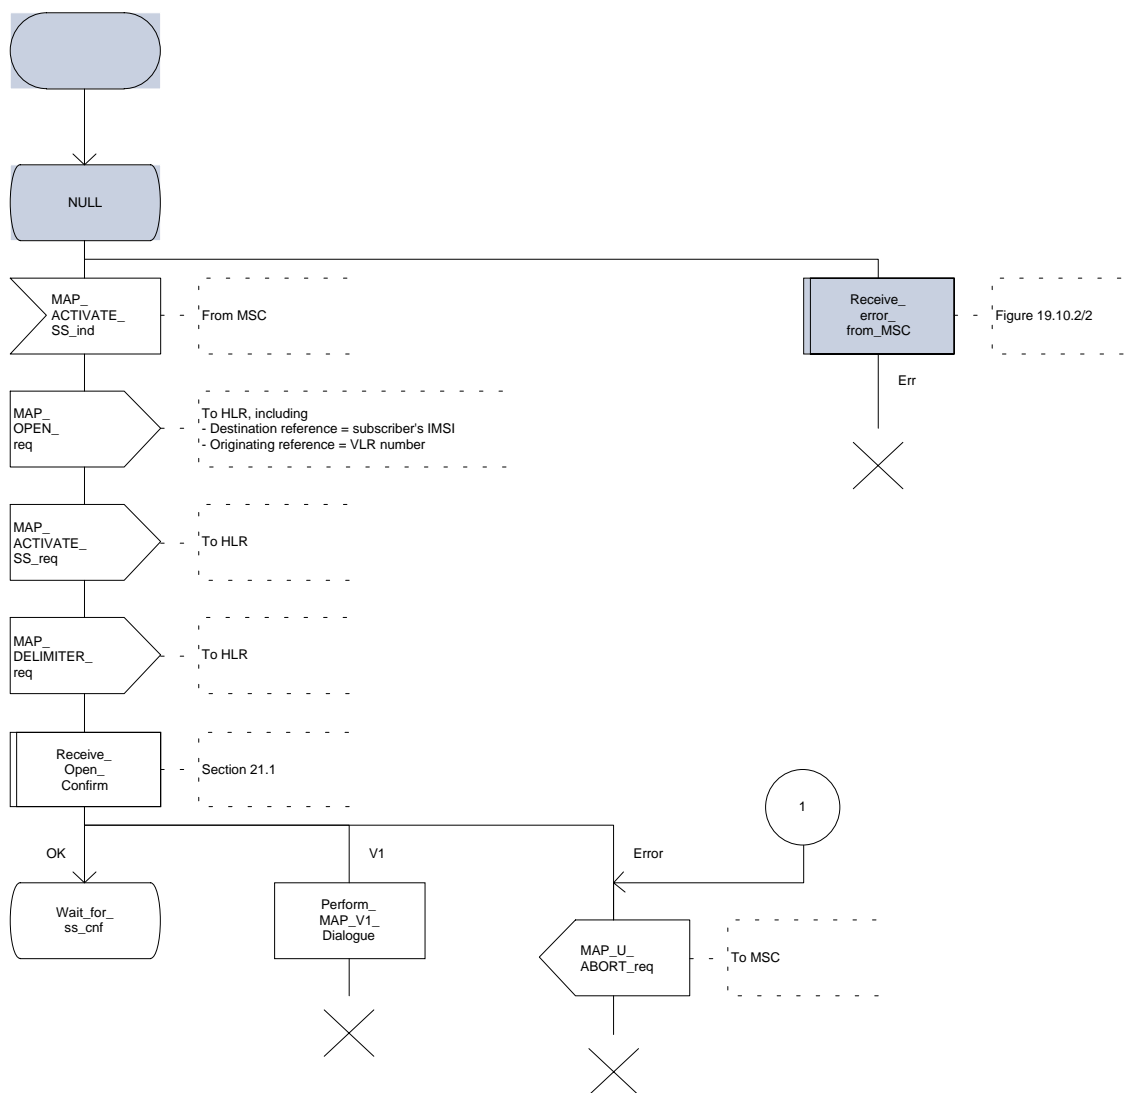 NULL
MAP_
ACTIVATE_
SS_ind
From MSC
Receive_
error_
from_MSC
Figure 19.10.2/2
Err
MAP_
OPEN_
req
To HLR, including
- Destination reference = subscriber's IMSI
- Originating reference = VLR number
MAP_
ACTIVATE_
SS_req
To HLR
MAP_
DELIMITER_
req
To HLR
Receive_
Open_
Confirm
Section 21.1
1
OK
V1
Error
Wait_for_
ss_cnf
Perform_
MAP_V1_
Dialogue
MAP_U_
ABORT_req
To MSC